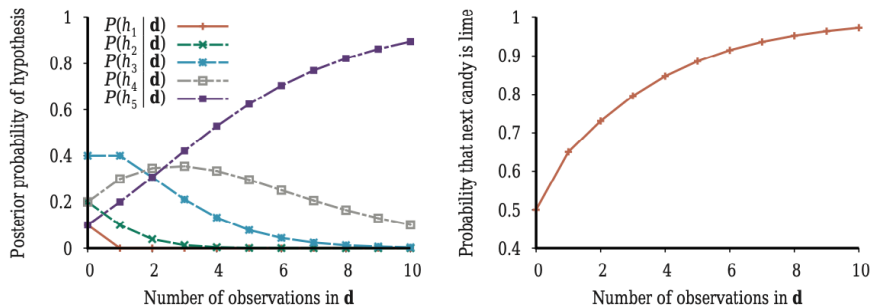 Posterior probability of hypothesis
1
0.8
0.6
0.4
0.2
0
P(h₁ | d)
P(h₂ | d)
P(h₃ | d)
P(h₄ | d)
P(h₅ | d)
0 2 4 6 8 10
Number of observations in d
Probability that next candy is lime
1
0.9
0.8
0.7
0.6
0.5
0.4
0 2 4 6 8 10
Number of observations in d